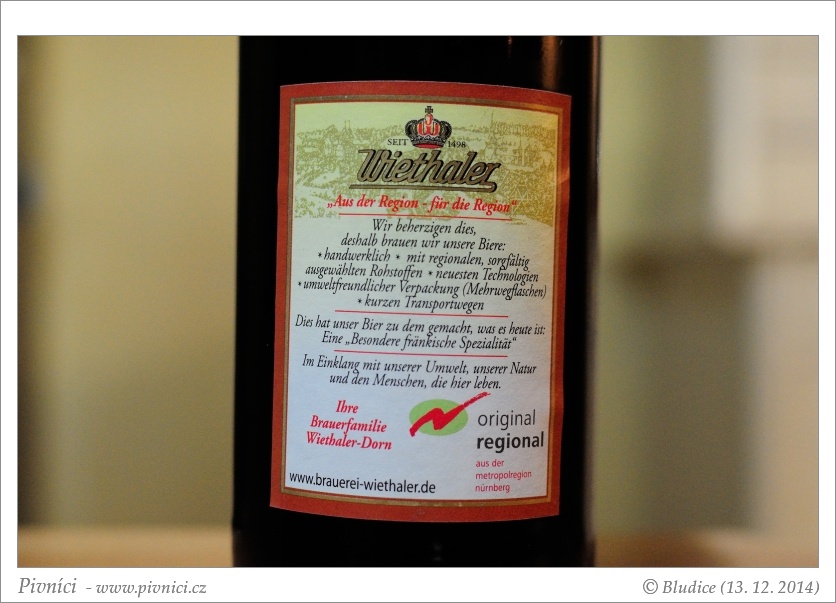 SEIT 1498
Wiethaler
„Aus der Region - für die Region“
Wir beherzigen dies,
deshalb brauen wir unsere Biere:
* handwerklich * mit regionalen, sorgfältig
ausgewählten Rohstoffen * neuesten Technologien
* umweltfreundlicher Verpackung (Mehrwegflaschen)
* kurzen Transportwegen
Dies hat unser Bier zu dem gemacht, was es heute ist:
Eine „Besondere fränkische Spezialität“
Im Einklang mit unserer Umwelt, unserer Natur
und den Menschen, die hier leben.
Ihre
Brauerfamilie
Wiethaler-Dorn
original
regional
aus der
metropolregion
nürnberg
www.brauerei-wiethaler.de
Pivníci - www.pivnici.cz
© Bludice (13. 12. 2014)